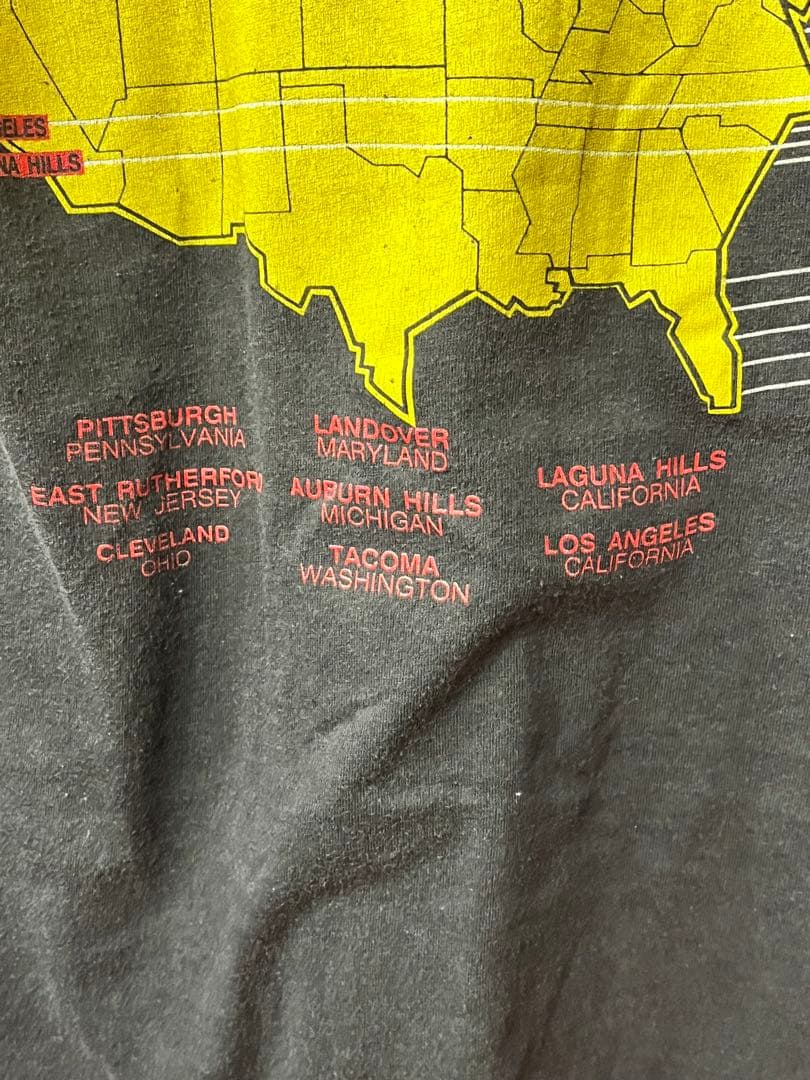 ELES
NA HILLS
PITTSBURGH
PENNSYLVANIA
EAST RUTHERFOR
NEW JERSEY
CLEVELAND
OHIO
LANDOVER
MARYLAND
AUBURN HILLS
MICHIGAN
TACOMA
WASHINGTON
LAGUNA HILLS
CALIFORNIA
LOS ANGELES
CALIFORNIA